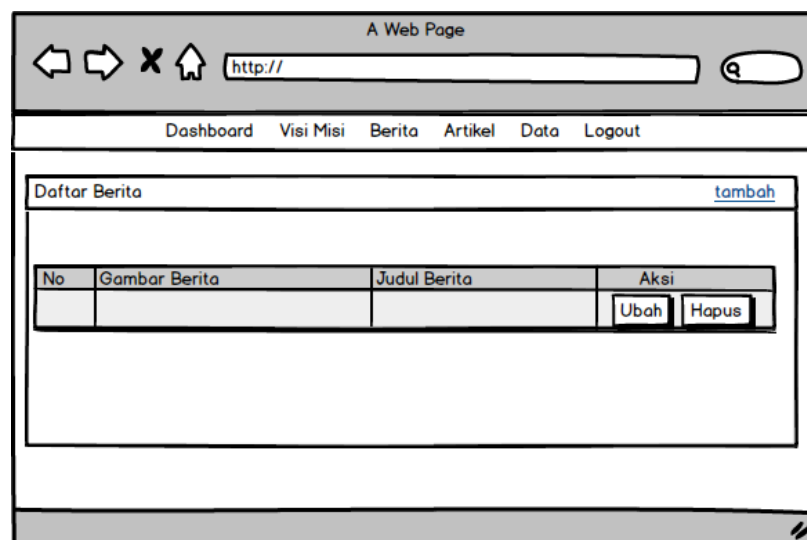 A Web Page
http://
Dashboard Visi Misi Berita Artikel Data Logout
Daftar Berita tambah
No Gambar Berita Judul Berita Aksi
Ubah Hapus